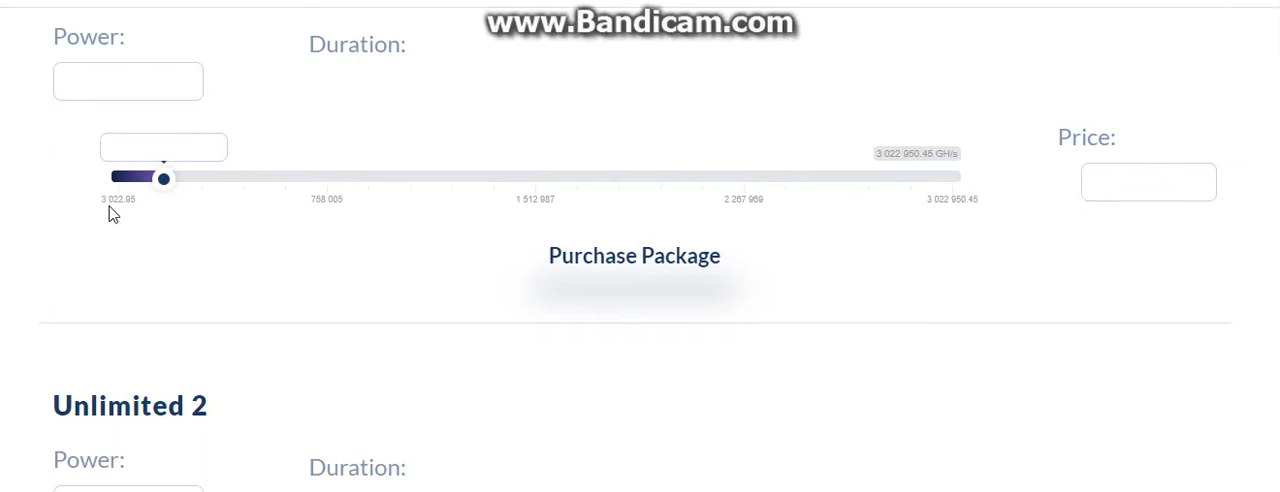 www.Bandicam.com
Power:
Duration:
3 022 950.45 GH/s
Price:
3 022.95
758 005
1 512 987
2 267 969
3 022 950.45
Purchase Package
Unlimited 2
Power:
Duration: